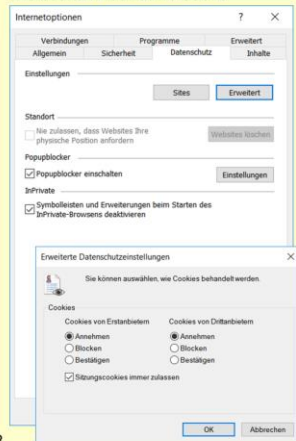 Internetoptionen ? ×
Verbindungen Programme Erweitert
Allgemein Sicherheit Datenschutz Inhalte
Einstellungen
Sites Erweitert
Standort
Nie zulassen, dass Websites Ihre
physische Position anfordern
Websites löschen
Popupblocker
Popupblocker einschalten Einstellungen
InPrivate
Symbolleisten und Erweiterungen beim Starten des
InPrivate-Browsens deaktivieren
Erweiterte Datenschutzeinstellungen ×
Sie können auswählen, wie Cookies behandelt werden.
Cookies
Cookies von Erstanbietern Cookies von Drittanbietern
Annehmen Annehmen
Blocken Blocken
Bestätigen Bestätigen
Sitzungscookies immer zulassen
OK Abbrechen